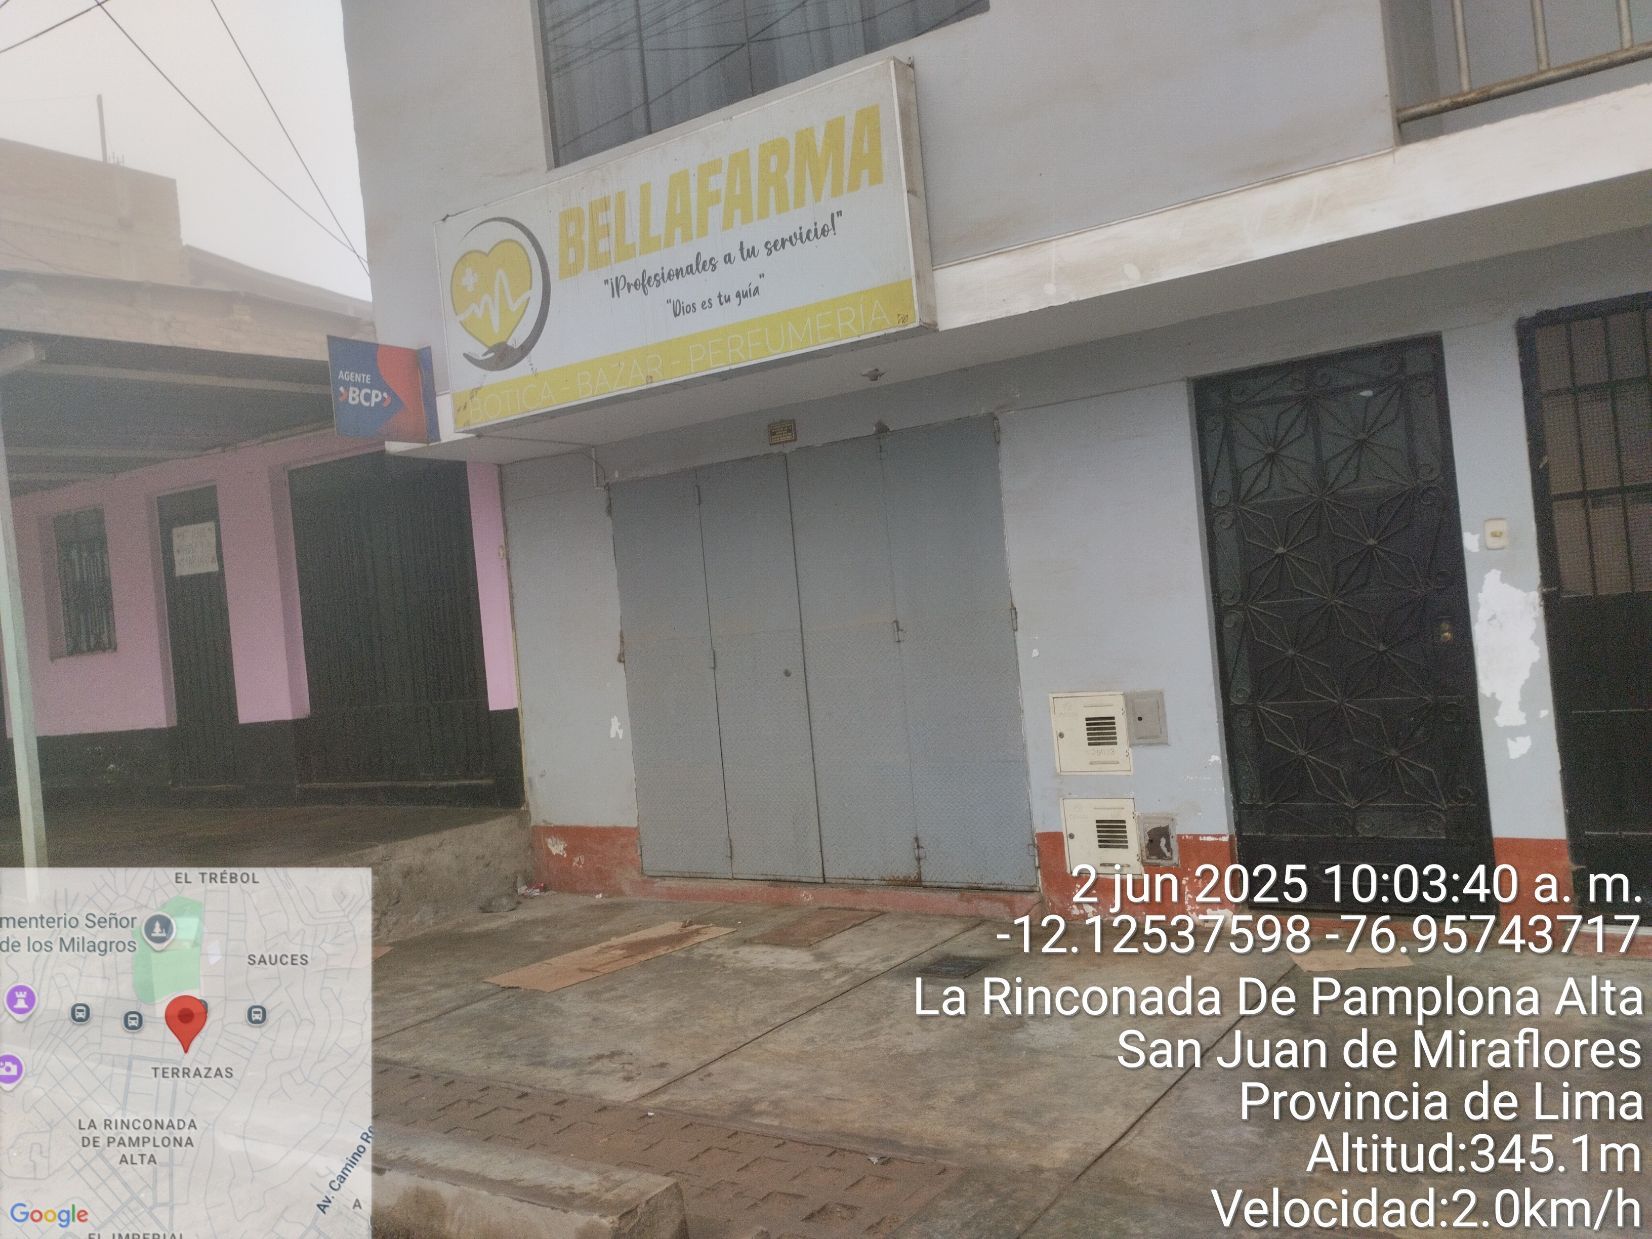 BELLAFARMA
"¡Profesionales a tu servicio!"
"Dios es tu guía"
BOTICA - BAZAR - PERFUMERÍA
AGENTE
BCP
2 jun 2025 10:03:40 a. m.
-12.12537598 -76.95743717
La Rinconada De Pamplona Alta
San Juan de Miraflores
Provincia de Lima
Altitud:345.1m
Velocidad:2.0km/h
EL TRÉBOL
menterio Señor
de los Milagros
SAUCES
TERRAZAS
LA RINCONADA
DE PAMPLONA
ALTA
Av. Camino Re
A
EL IMPERIAL
Google